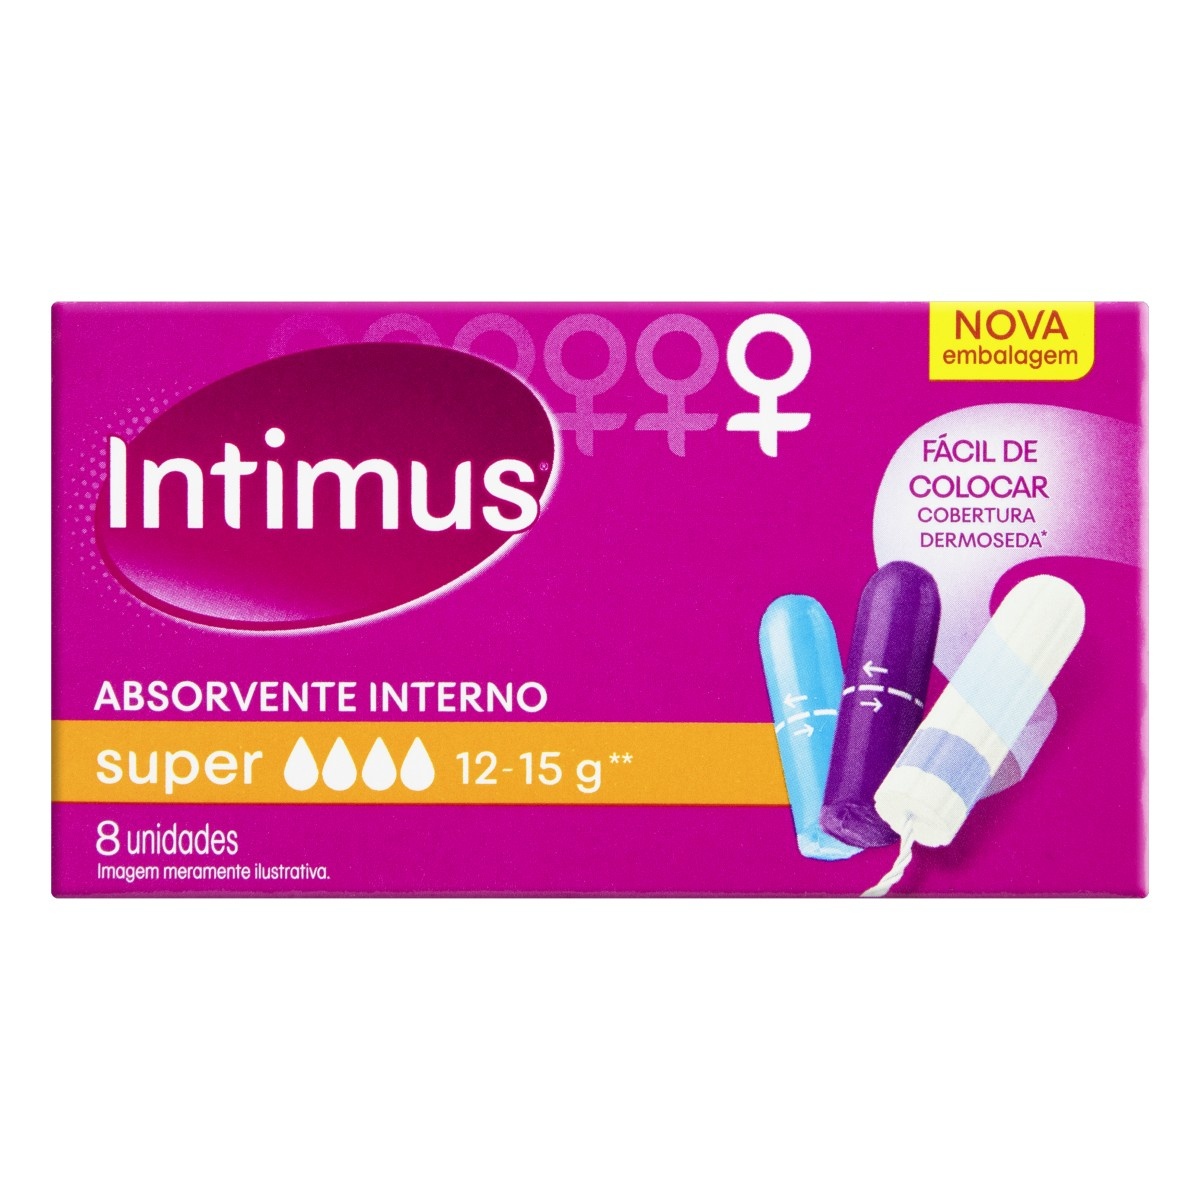 NOVA
embalagem
Intimus®
FÁCIL DE
COLOCAR
COBERTURA
DERMOSEDA*
ABSORVENTE INTERNO
super 12-15 g**
8 unidades
Imagem meramente ilustrativa.